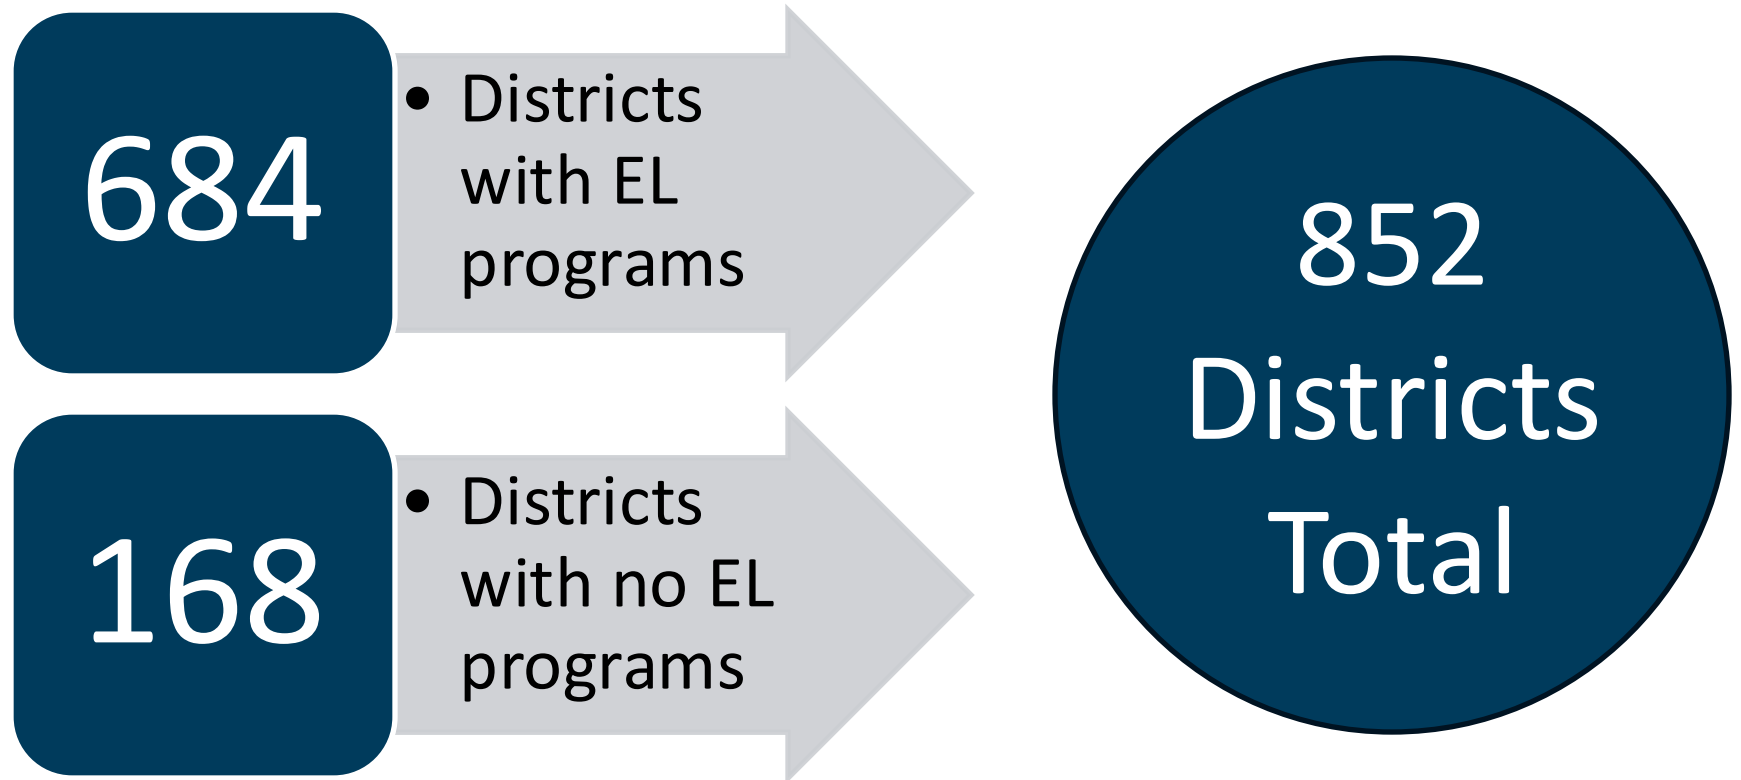 684
• Districts
with EL
programs
168
• Districts
with no EL
programs
852
Districts
Total